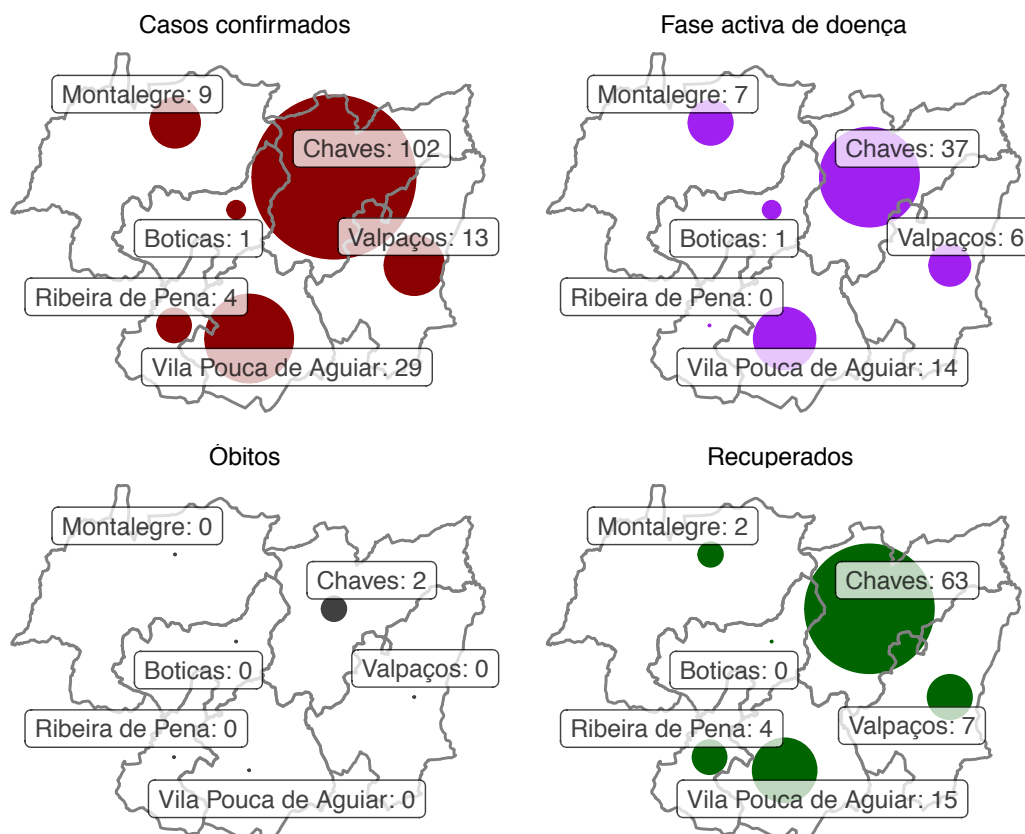 Casos confirmados
Montalegre: 9
Chaves: 102
Boticas: 1
Valpaços: 13
Ribeira de Pena: 4
Vila Pouca de Aguiar: 29
Fase activa de doença
Montalegre: 7
Chaves: 37
Boticas: 1
Valpaços: 6
Ribeira de Pena: 0
Vila Pouca de Aguiar: 14
Óbitos
Montalegre: 0
Chaves: 2
Boticas: 0
Valpaços: 0
Ribeira de Pena: 0
Vila Pouca de Aguiar: 0
Recuperados
Montalegre: 2
Chaves: 63
Boticas: 0
Valpaços: 7
Ribeira de Pena: 4
Vila Pouca de Aguiar: 15